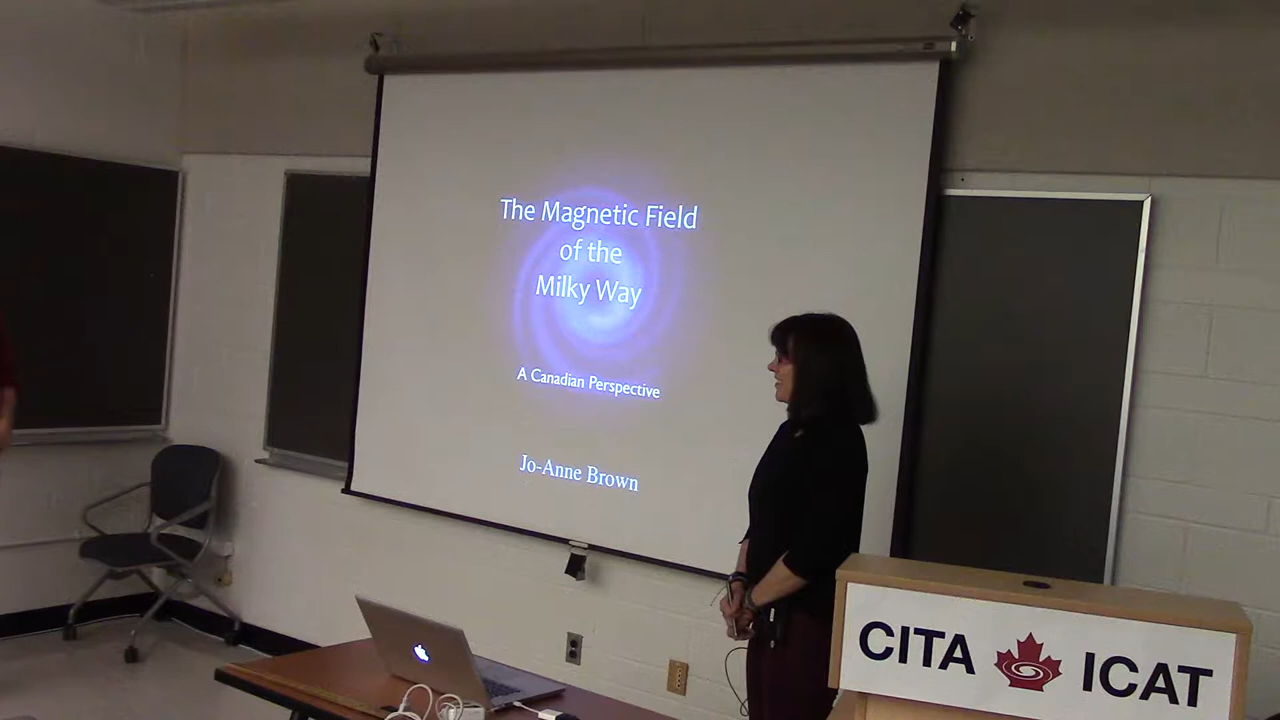 The Magnetic Field
of the
Milky Way
A Canadian Perspective
Jo-Anne Brown
CITA ICAT